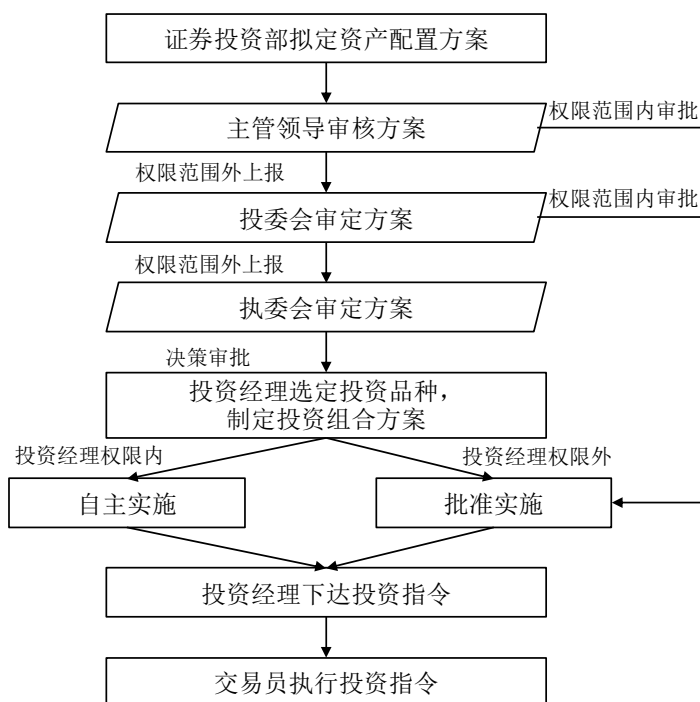 证券投资部拟定资产配置方案
主管领导审核方案
权限范围内审批
权限范围外上报
投委会审定方案
权限范围内审批
权限范围外上报
执委会审定方案
决策审批
投资经理选定投资品种，
制定投资组合方案
投资经理权限内
投资经理权限外
自主实施
批准实施
投资经理下达投资指令
交易员执行投资指令